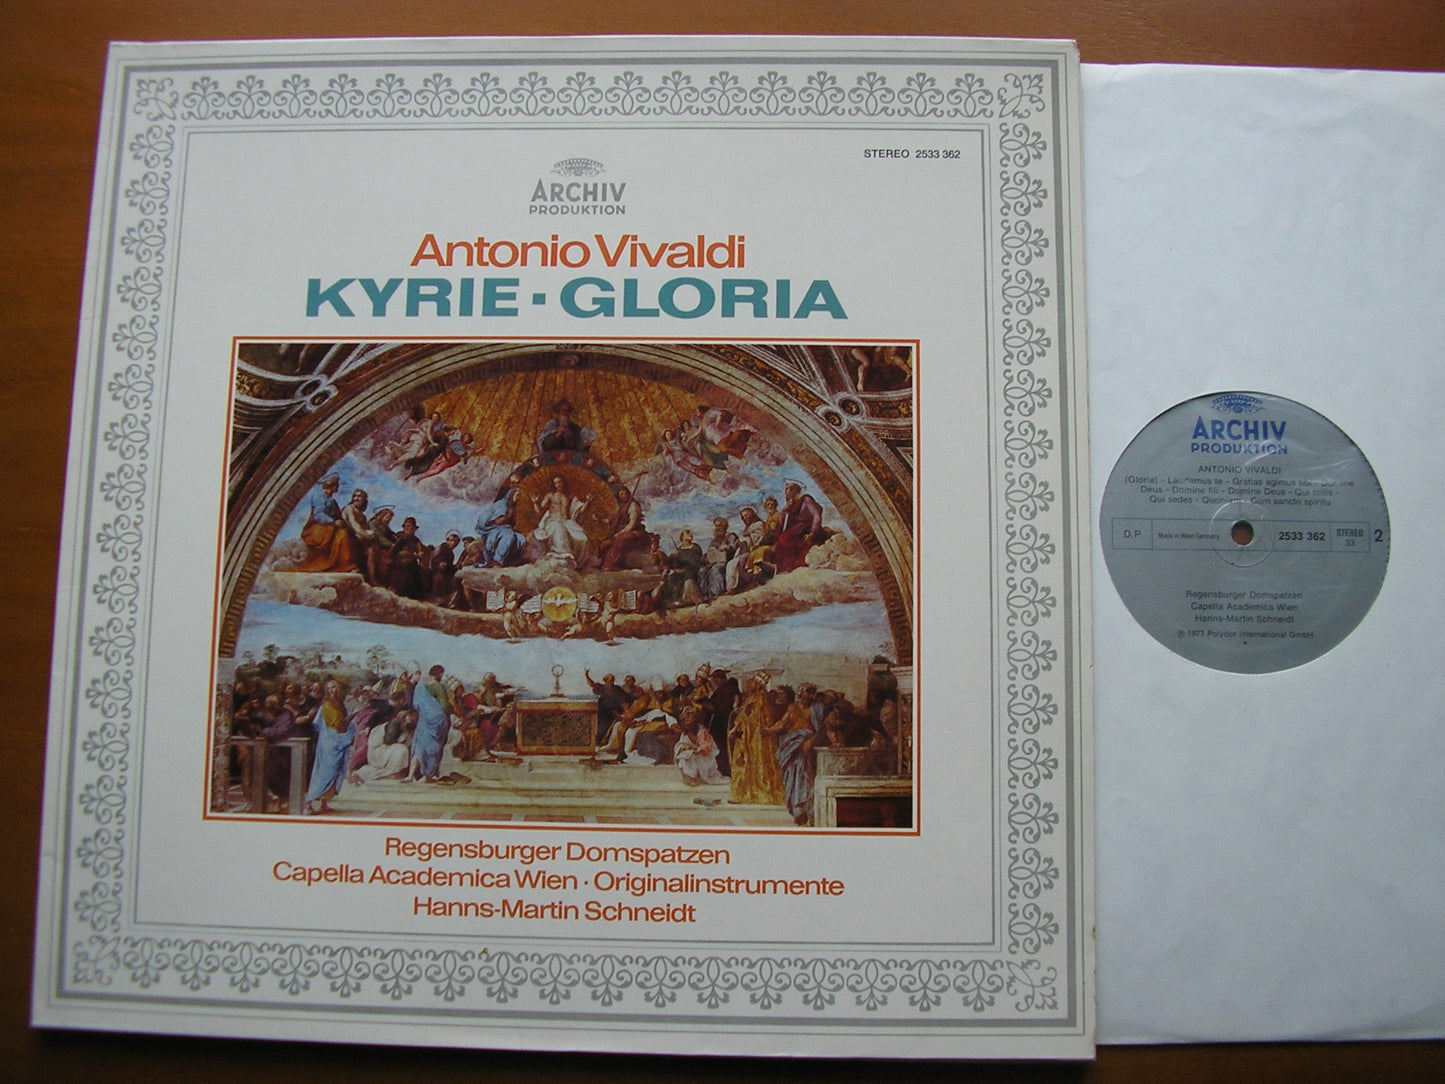 STEREO 2533 362
ARCHIV
PRODUKTION
Antonio Vivaldi
KYRIE · GLORIA
Regensburger Domspatzen
Capella Academica Wien · Originalinstrumente
Hanns-Martin Schneidt
ARCHIV
PRODUKTION
ANTONIO VIVALDI
(Gloria) - Laudamus te - Gratias agimus tibi - Domine
Deus - Domine fili - Domine Deus - Qui tollis -
Qui sedes - Quoniam - Cum sancto spiritu
D.P. Made in West Germany 2533 362 STEREO 2
33
Regensburger Domspatzen
Capella Academica Wien
Hanns-Martin Schneidt
℗ 1977 Polydor International GmbH